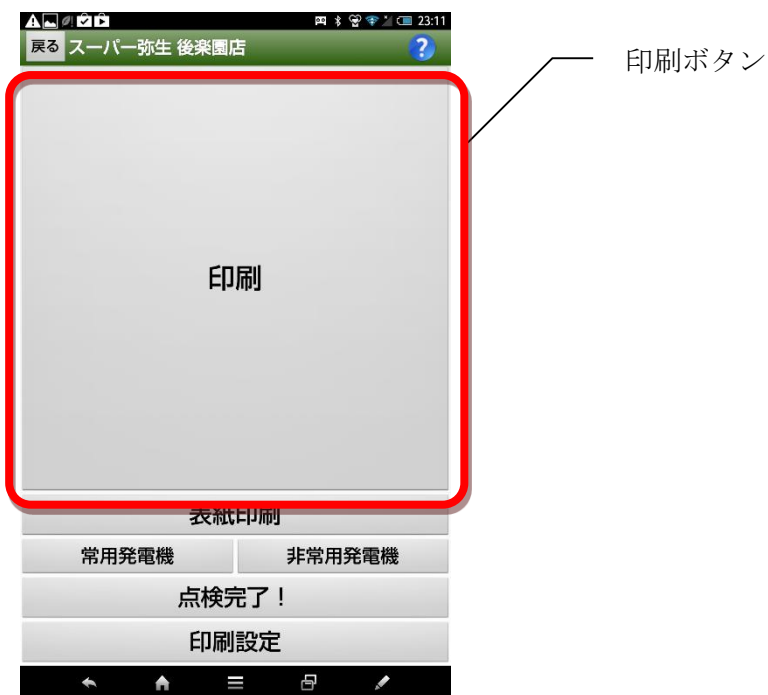 23:11
戻る スーパー弥生 後楽園店 ?
印刷ボタン
印刷
表紙印刷
常用発電機 非常用発電機
点検完了！
印刷設定